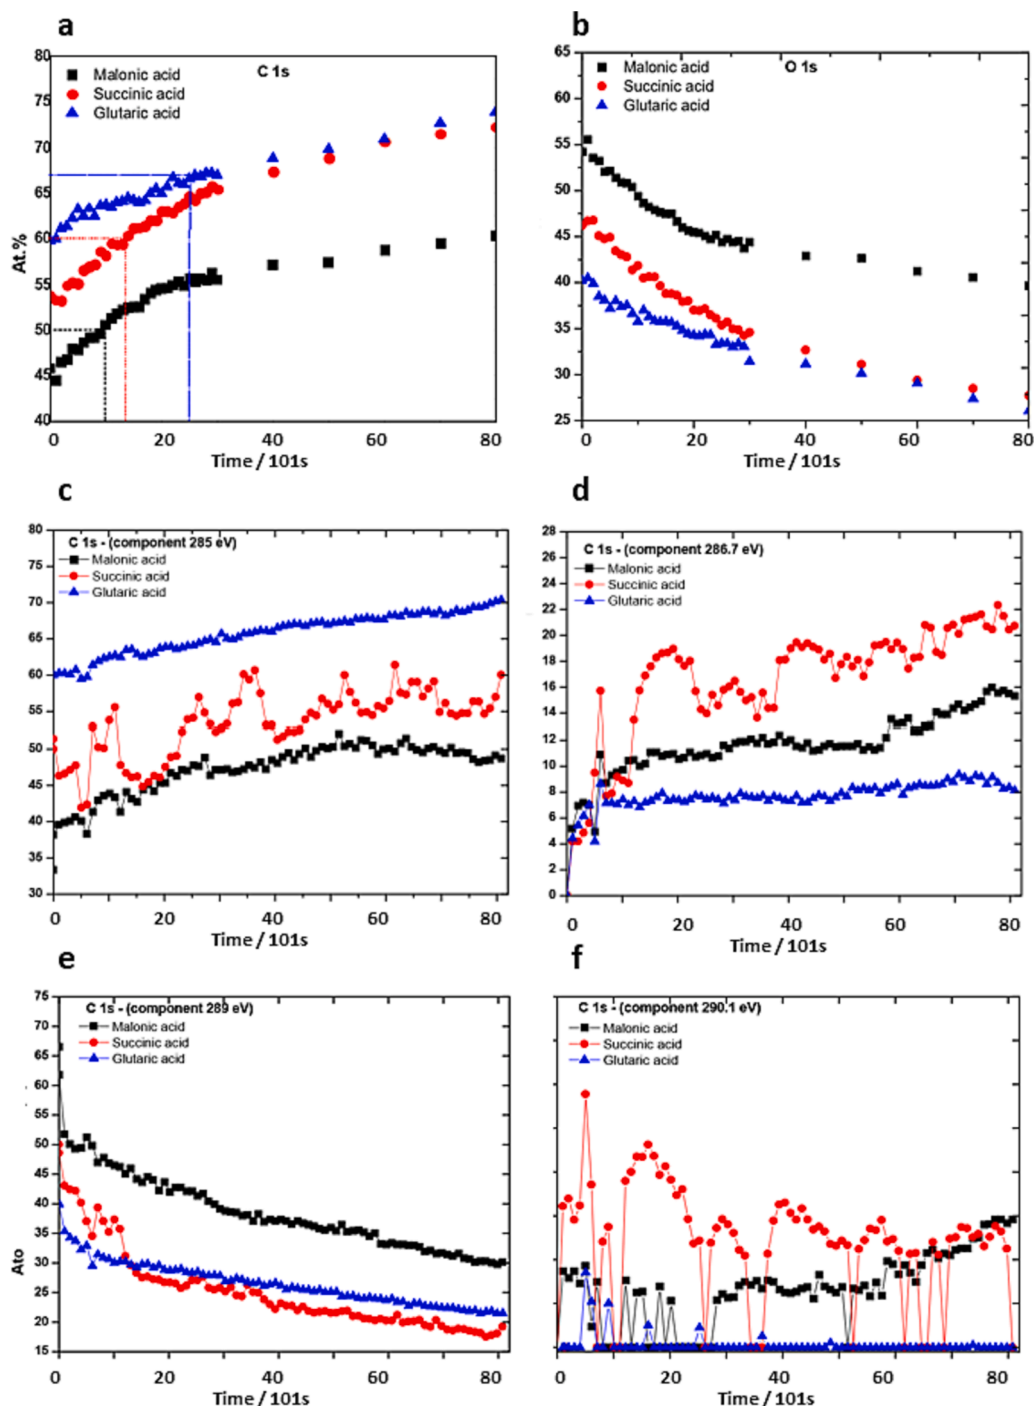 a
C 1s
Malonic acid
Succinic acid
Glutaric acid
At.%
80
75
70
65
60
55
50
45
40
0 20 40 60 80
Time / 101s
b
O 1s
Malonic acid
Succinic acid
Glutaric acid
65
60
55
50
45
40
35
30
25
0 20 40 60 80
Time / 101s
c
C 1s - (component 285 eV)
Malonic acid
Succinic acid
Glutaric acid
80
75
70
65
60
55
50
45
40
35
30
0 20 40 60 80
Time / 101s
d
C 1s - (component 286.7 eV)
Malonic acid
Succinic acid
Glutaric acid
28
26
24
22
20
18
16
14
12
10
8
6
4
2
0
0 20 40 60 80
Time / 101s
e
C 1s- (component 289 eV)
Malonic acid
Succinic acid
Glutaric acid
Ato
75
70
65
60
55
50
45
40
35
30
25
20
15
0 20 40 60 80
Time / 101s
f
C 1s - (component 290.1 eV)
Malonic acid
Succinic acid
Glutaric acid
0 20 40 60 80
Time / 101s